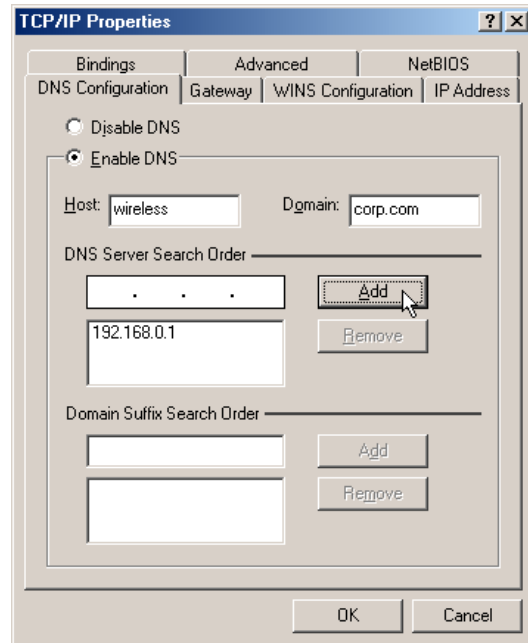 TCP/IP Properties
Bindings Advanced NetBIOS
DNS Configuration Gateway WINS Configuration IP Address
Disable DNS
Enable DNS
Host: wireless Domain: corp.com
DNS Server Search Order
. . . Add
192.168.0.1 Remove
Domain Suffix Search Order
Add
Remove
OK Cancel